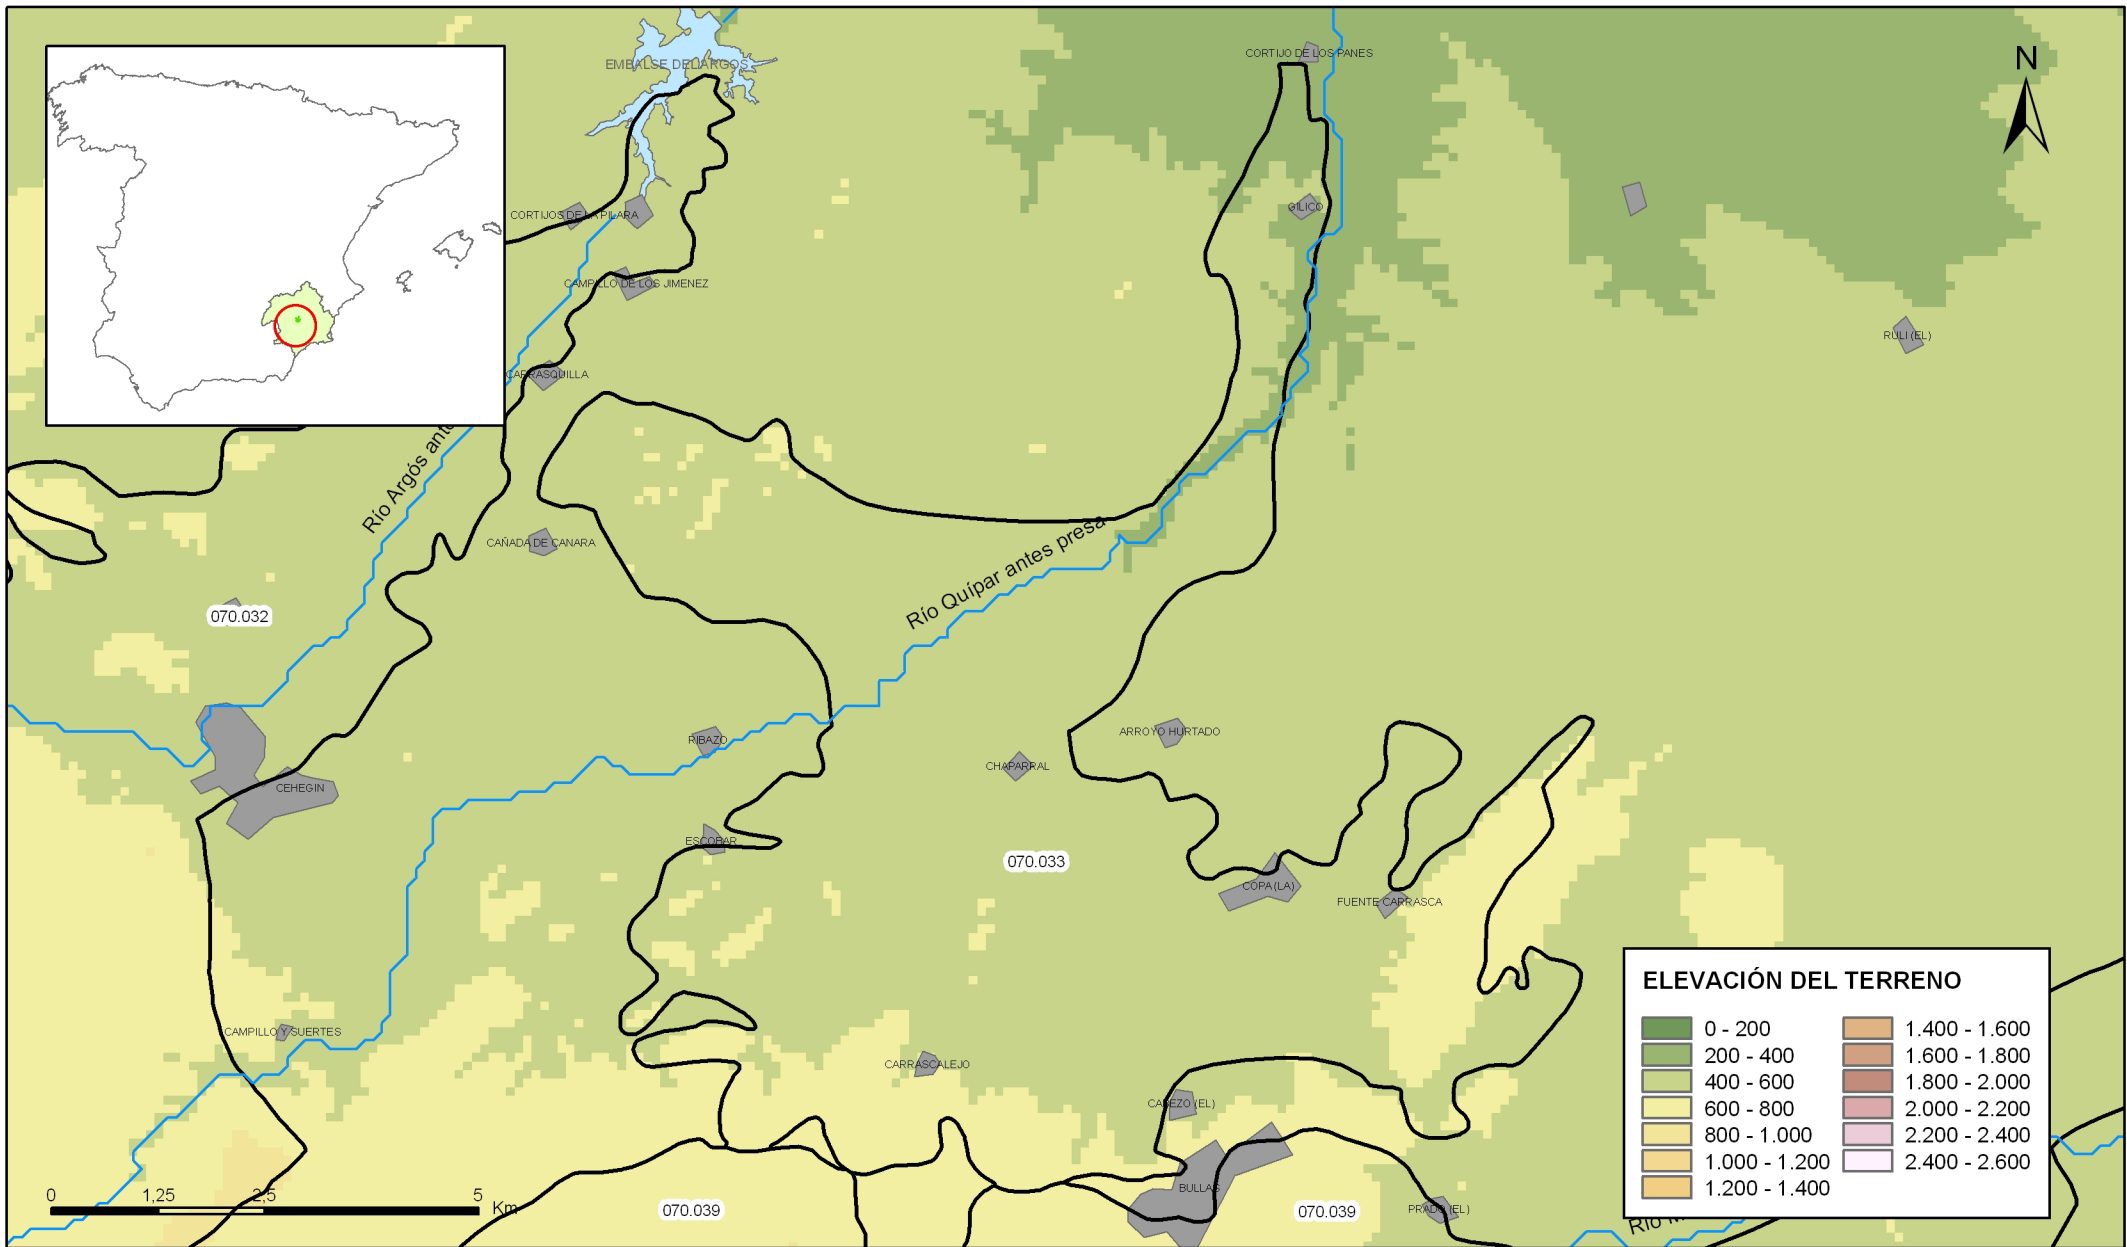 EMBALSE DEL ARGOS
CORTIJO DE LOS PANES
N
CORTIJOS DE LA PILARA
GILICO
CAMPILLO DE LOS JIMENEZ
RULI (EL)
CARRASQUILLA
Río Argós ante
CAÑADA DE CANARA
Río Quípar antes presa
070.032
RIBAZO
ARROYO HURTADO
CHAPARRAL
CEHEGIN
ESCOBAR
070.033
COPA (LA)
FUENTE CARRASCA
CAMPILLO Y SUERTES
CARRASCALEJO
CABEZO (EL)
BULLAS
070.039
070.039
PRADO (EL)
Río M
0 1,25 2,5 5 Km
ELEVACIÓN DEL TERRENO
0 - 200
200 - 400
400 - 600
600 - 800
800 - 1.000
1.000 - 1.200
1.200 - 1.400
1.400 - 1.600
1.600 - 1.800
1.800 - 2.000
2.000 - 2.200
2.200 - 2.400
2.400 - 2.600